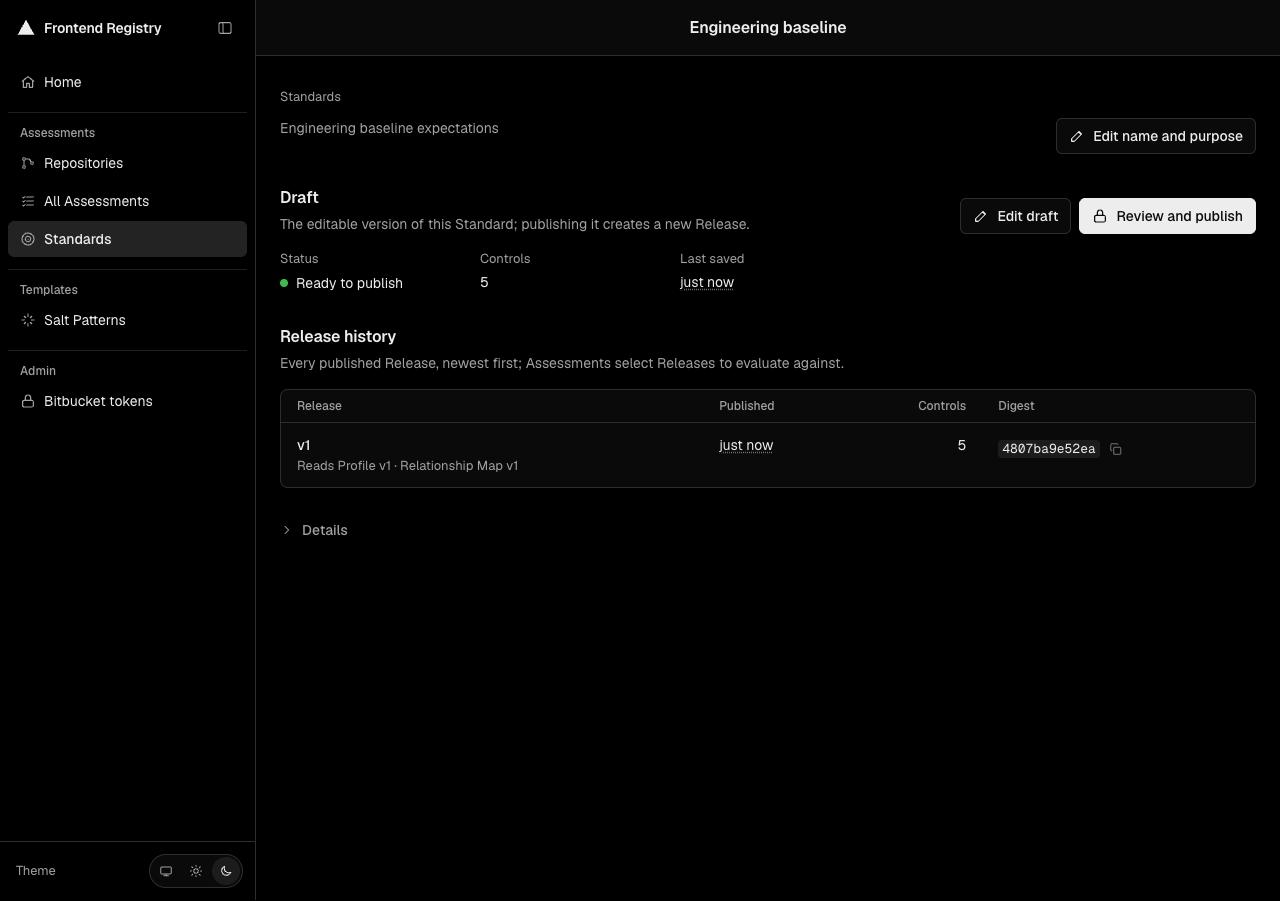 Frontend Registry
Home
Assessments
Repositories
All Assessments
Standards
Templates
Salt Patterns
Admin
Bitbucket tokens
Theme
Engineering baseline
Standards
Engineering baseline expectations
Edit name and purpose
Draft
The editable version of this Standard; publishing it creates a new Release.
Edit draft
Review and publish
Status
Controls
Last saved
Ready to publish
5
just now
Release history
Every published Release, newest first; Assessments select Releases to evaluate against.
Release
Published
Controls
Digest
v1
just now
5
4807ba9e52ea
Reads Profile v1 · Relationship Map v1
Details